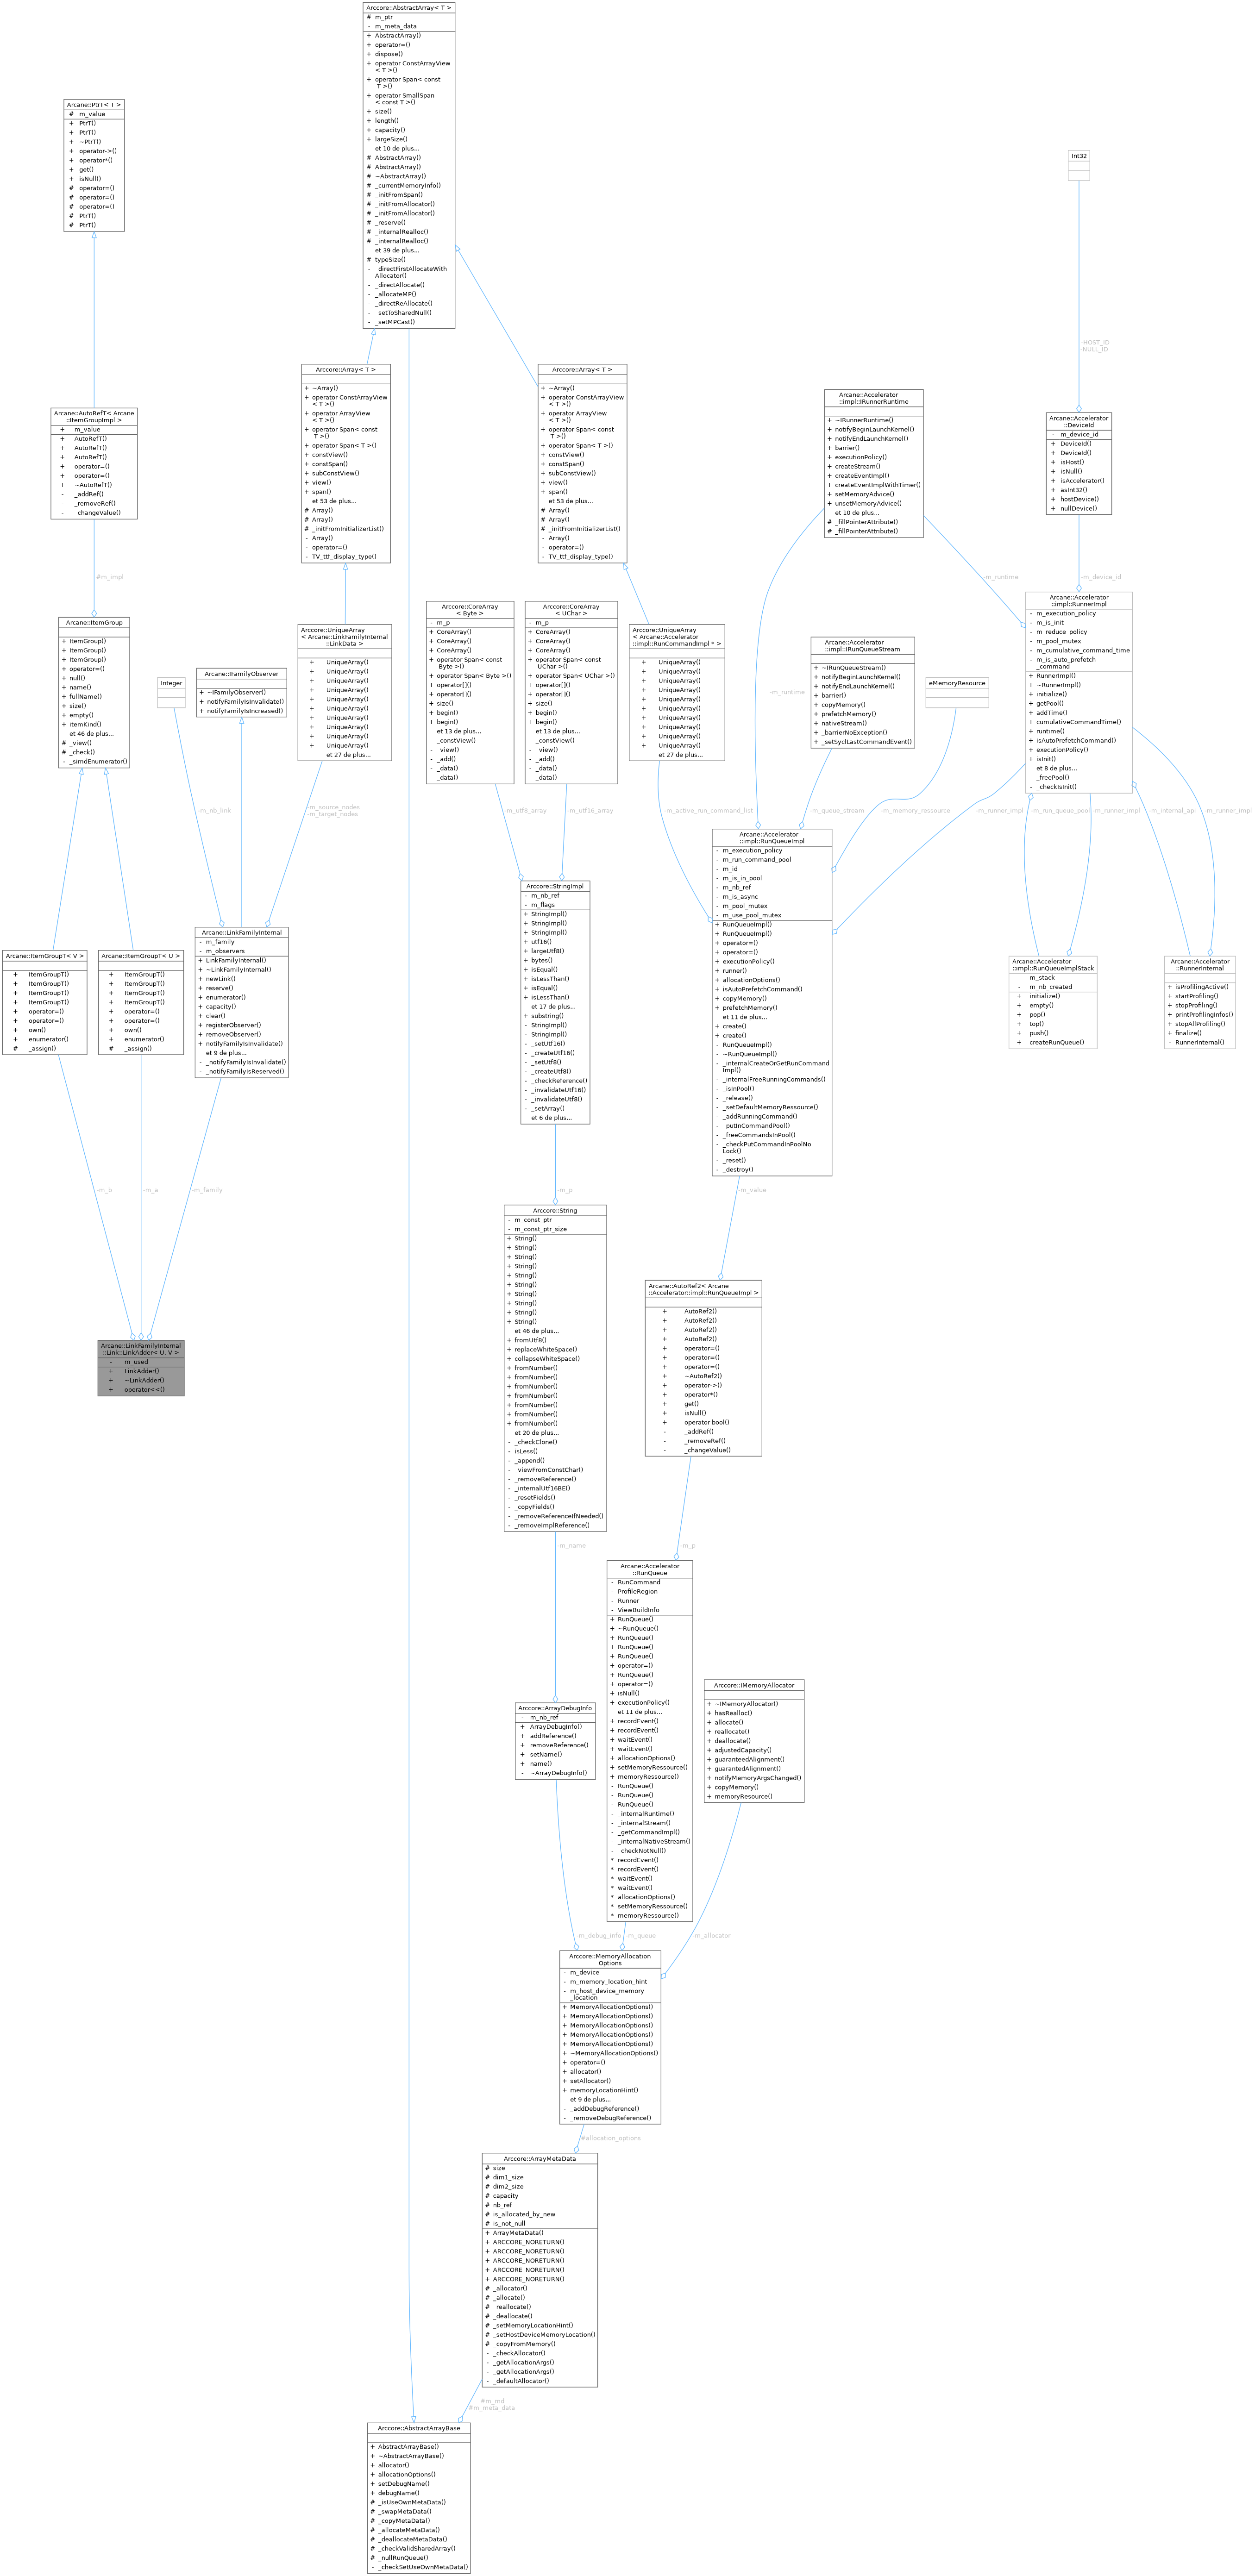 Arccore::AbstractArray< T >
# m_ptr
- m_meta_data
+ AbstractArray()
+ operator=()
+ dispose()
+ operator ConstArrayView
< T >()
+ operator Span< const
T >()
+ operator SmallSpan
< const T >()
+ size()
+ length()
+ capacity()
+ largeSize()
et 10 de plus...
# AbstractArray()
# AbstractArray()
# ~AbstractArray()
# _currentMemoryInfo()
# _initFromSpan()
# _initFromAllocator()
# _initFromAllocator()
# _reserve()
# _internalRealloc()
# _internalRealloc()
et 39 de plus...
# typeSize()
- _directFirstAllocateWith
Allocator()
- _directAllocate()
- _allocateMP()
- _directReAllocate()
- _setToSharedNull()
- _setMPCast()
Arcane::PtrT< T >
# m_value
+ PtrT()
+ PtrT()
+ ~PtrT()
+ operator->()
+ operator*()
+ get()
+ isNull()
# operator=()
# operator=()
# operator=()
# PtrT()
# PtrT()
Int32
-HOST_ID
-NULL_ID
Arccore::Array< T >
+ ~Array()
+ operator ConstArrayView
< T >()
+ operator ArrayView
< T >()
+ operator Span< const
T >()
+ operator Span< T >()
+ constView()
+ constSpan()
+ subConstView()
+ view()
+ span()
et 53 de plus...
# Array()
# Array()
# _initFromInitializerList()
- Array()
- operator=()
- TV_ttf_display_type()
Arccore::Array< T >
+ ~Array()
+ operator ConstArrayView
< T >()
+ operator ArrayView
< T >()
+ operator Span< const
T >()
+ operator Span< T >()
+ constView()
+ constSpan()
+ subConstView()
+ view()
+ span()
et 53 de plus...
# Array()
# Array()
# _initFromInitializerList()
- Array()
- operator=()
- TV_ttf_display_type()
Arcane::Accelerator
::impl::IRunnerRuntime
+ ~IRunnerRuntime()
+ notifyBeginLaunchKernel()
+ notifyEndLaunchKernel()
+ barrier()
+ executionPolicy()
+ createStream()
+ createEventImpl()
+ createEventImplWithTimer()
+ setMemoryAdvice()
+ unsetMemoryAdvice()
et 10 de plus...
# _fillPointerAttribute()
# _fillPointerAttribute()
Arcane::Accelerator
::DeviceId
- m_device_id
+ DeviceId()
+ DeviceId()
+ isHost()
+ isNull()
+ isAccelerator()
+ asInt32()
+ hostDevice()
+ nullDevice()
Arcane::AutoRefT< Arcane
::ItemGroupImpl >
+ m_value
+ AutoRefT()
+ AutoRefT()
+ AutoRefT()
+ operator=()
+ operator=()
+ ~AutoRefT()
- _addRef()
- _removeRef()
- _changeValue()
#m_impl
-m_runtime
-m_device_id
Arcane::ItemGroup
+ ItemGroup()
+ ItemGroup()
+ ItemGroup()
+ operator=()
+ null()
+ name()
+ fullName()
+ size()
+ empty()
+ itemKind()
et 46 de plus...
# _view()
# _check()
- _simdEnumerator()
Integer
Arcane::IFamilyObserver
+ ~IFamilyObserver()
+ notifyFamilyIsInvalidate()
+ notifyFamilyIsIncreased()
Arccore::UniqueArray
< Arcane::LinkFamilyInternal
::LinkData >
+ UniqueArray()
+ UniqueArray()
+ UniqueArray()
+ UniqueArray()
+ UniqueArray()
+ UniqueArray()
+ UniqueArray()
+ UniqueArray()
+ UniqueArray()
+ UniqueArray()
et 27 de plus...
Arccore::CoreArray
< Byte >
- m_p
+ CoreArray()
+ CoreArray()
+ CoreArray()
+ operator Span< const
Byte >()
+ operator Span< Byte >()
+ operator[]()
+ operator[]()
+ size()
+ begin()
+ begin()
et 13 de plus...
- _constView()
- _view()
- _add()
- _data()
- _data()
Arccore::CoreArray
< UChar >
- m_p
+ CoreArray()
+ CoreArray()
+ CoreArray()
+ operator Span< const
UChar >()
+ operator Span< UChar >()
+ operator[]()
+ operator[]()
+ size()
+ begin()
+ begin()
et 13 de plus...
- _constView()
- _view()
- _add()
- _data()
- _data()
Arccore::UniqueArray
< Arcane::Accelerator
::impl::RunCommandImpl * >
+ UniqueArray()
+ UniqueArray()
+ UniqueArray()
+ UniqueArray()
+ UniqueArray()
+ UniqueArray()
+ UniqueArray()
+ UniqueArray()
+ UniqueArray()
+ UniqueArray()
et 27 de plus...
-m_runtime
Arcane::Accelerator
::impl::IRunQueueStream
+ ~IRunQueueStream()
+ notifyBeginLaunchKernel()
+ notifyEndLaunchKernel()
+ barrier()
+ copyMemory()
+ prefetchMemory()
+ nativeStream()
+ _barrierNoException()
+ _setSyclLastCommandEvent()
eMemoryResource
Arcane::Accelerator
::impl::RunnerImpl
- m_execution_policy
- m_is_init
- m_reduce_policy
- m_pool_mutex
- m_cumulative_command_time
- m_is_auto_prefetch
_command
+ RunnerImpl()
+ ~RunnerImpl()
+ initialize()
+ getPool()
+ addTime()
+ cumulativeCommandTime()
+ runtime()
+ isAutoPrefetchCommand()
+ executionPolicy()
+ isInit()
et 8 de plus...
- _freePool()
- _checkIsInit()
-m_nb_link
-m_source_nodes
-m_target_nodes
-m_utf8_array
-m_utf16_array
-m_active_run_command_list
-m_queue_stream
-m_memory_ressource
-m_runner_impl
-m_run_queue_pool
-m_runner_impl
-m_internal_api
-m_runner_impl
Arcane::ItemGroupT< V >
+ ItemGroupT()
+ ItemGroupT()
+ ItemGroupT()
+ ItemGroupT()
+ operator=()
+ operator=()
+ own()
+ enumerator()
# _assign()
Arcane::ItemGroupT< U >
+ ItemGroupT()
+ ItemGroupT()
+ ItemGroupT()
+ ItemGroupT()
+ operator=()
+ operator=()
+ own()
+ enumerator()
# _assign()
Arcane::LinkFamilyInternal
- m_family
- m_observers
+ LinkFamilyInternal()
+ ~LinkFamilyInternal()
+ newLink()
+ reserve()
+ enumerator()
+ capacity()
+ clear()
+ registerObserver()
+ removeObserver()
+ notifyFamilyIsInvalidate()
et 9 de plus...
- _notifyFamilyIsInvalidate()
- _notifyFamilyIsReserved()
Arccore::StringImpl
- m_nb_ref
- m_flags
+ StringImpl()
+ StringImpl()
+ StringImpl()
+ utf16()
+ largeUtf8()
+ bytes()
+ isEqual()
+ isLessThan()
+ isEqual()
+ isLessThan()
et 17 de plus...
+ substring()
- StringImpl()
- StringImpl()
- _setUtf16()
- _createUtf16()
- _setUtf8()
- _createUtf8()
- _checkReference()
- _invalidateUtf16()
- _invalidateUtf8()
- _setArray()
et 6 de plus...
Arcane::Accelerator
::impl::RunQueueImpl
- m_execution_policy
- m_run_command_pool
- m_id
- m_is_in_pool
- m_nb_ref
- m_is_async
- m_pool_mutex
- m_use_pool_mutex
+ RunQueueImpl()
+ RunQueueImpl()
+ operator=()
+ operator=()
+ executionPolicy()
+ runner()
+ allocationOptions()
+ isAutoPrefetchCommand()
+ copyMemory()
+ prefetchMemory()
et 11 de plus...
+ create()
+ create()
- RunQueueImpl()
- ~RunQueueImpl()
- _internalCreateOrGetRunCommand
Impl()
- _internalFreeRunningCommands()
- _isInPool()
- _release()
- _setDefaultMemoryRessource()
- _addRunningCommand()
- _putInCommandPool()
- _freeCommandsInPool()
- _checkPutCommandInPoolNo
Lock()
- _reset()
- _destroy()
Arcane::Accelerator
::impl::RunQueueImplStack
- m_stack
- m_nb_created
+ initialize()
+ empty()
+ pop()
+ top()
+ push()
+ createRunQueue()
Arcane::Accelerator
::RunnerInternal
+ isProfilingActive()
+ startProfiling()
+ stopProfiling()
+ printProfilingInfos()
+ stopAllProfiling()
+ finalize()
- RunnerInternal()
-m_b
-m_a
-m_family
-m_p
-m_value
Arccore::String
- m_const_ptr
- m_const_ptr_size
+ String()
+ String()
+ String()
+ String()
+ String()
+ String()
+ String()
+ String()
+ String()
+ String()
et 46 de plus...
+ fromUtf8()
+ replaceWhiteSpace()
+ collapseWhiteSpace()
+ fromNumber()
+ fromNumber()
+ fromNumber()
+ fromNumber()
+ fromNumber()
+ fromNumber()
+ fromNumber()
et 20 de plus...
- _checkClone()
- isLess()
- _append()
- _viewFromConstChar()
- _removeReference()
- _internalUtf16BE()
- _resetFields()
- _copyFields()
- _removeReferenceIfNeeded()
- _removeImplReference()
Arcane::AutoRef2< Arcane
::Accelerator::impl::RunQueueImpl >
+ AutoRef2()
+ AutoRef2()
+ AutoRef2()
+ AutoRef2()
+ operator=()
+ operator=()
+ operator=()
+ ~AutoRef2()
+ operator->()
+ operator*()
+ get()
+ isNull()
+ operator bool()
- _addRef()
- _removeRef()
- _changeValue()
Arcane::LinkFamilyInternal
::Link::LinkAdder< U, V >
- m_used
+ LinkAdder()
+ ~LinkAdder()
+ operator<<()
-m_name
-m_p
Arcane::Accelerator
::RunQueue
- RunCommand
- ProfileRegion
- Runner
- ViewBuildInfo
+ RunQueue()
+ ~RunQueue()
+ RunQueue()
+ RunQueue()
+ RunQueue()
+ operator=()
+ RunQueue()
+ operator=()
+ isNull()
+ executionPolicy()
et 11 de plus...
+ recordEvent()
+ recordEvent()
+ waitEvent()
+ waitEvent()
+ allocationOptions()
+ setMemoryRessource()
+ memoryRessource()
- RunQueue()
- RunQueue()
- RunQueue()
- _internalRuntime()
- _internalStream()
- _getCommandImpl()
- _internalNativeStream()
- _checkNotNull()
* recordEvent()
* recordEvent()
* waitEvent()
* waitEvent()
* allocationOptions()
* setMemoryRessource()
* memoryRessource()
Arccore::ArrayDebugInfo
- m_nb_ref
+ ArrayDebugInfo()
+ addReference()
+ removeReference()
+ setName()
+ name()
- ~ArrayDebugInfo()
Arccore::IMemoryAllocator
+ ~IMemoryAllocator()
+ hasRealloc()
+ allocate()
+ reallocate()
+ deallocate()
+ adjustedCapacity()
+ guaranteedAlignment()
+ guarantedAlignment()
+ notifyMemoryArgsChanged()
+ copyMemory()
+ memoryResource()
-m_debug_info
-m_queue
-m_allocator
Arccore::MemoryAllocation
Options
- m_device
- m_memory_location_hint
- m_host_device_memory
_location
+ MemoryAllocationOptions()
+ MemoryAllocationOptions()
+ MemoryAllocationOptions()
+ MemoryAllocationOptions()
+ MemoryAllocationOptions()
+ ~MemoryAllocationOptions()
+ operator=()
+ allocator()
+ setAllocator()
+ memoryLocationHint()
et 9 de plus...
- _addDebugReference()
- _removeDebugReference()
#allocation_options
Arccore::ArrayMetaData
# size
# dim1_size
# dim2_size
# capacity
# nb_ref
# is_allocated_by_new
# is_not_null
+ ArrayMetaData()
+ ARCCORE_NORETURN()
+ ARCCORE_NORETURN()
+ ARCCORE_NORETURN()
+ ARCCORE_NORETURN()
+ ARCCORE_NORETURN()
# _allocator()
# _allocate()
# _reallocate()
# _deallocate()
# _setMemoryLocationHint()
# _setHostDeviceMemoryLocation()
# _copyFromMemory()
- _checkAllocator()
- _getAllocationArgs()
- _getAllocationArgs()
- _defaultAllocator()
#m_md
#m_meta_data
Arccore::AbstractArrayBase
+ AbstractArrayBase()
+ ~AbstractArrayBase()
+ allocator()
+ allocationOptions()
+ setDebugName()
+ debugName()
# _isUseOwnMetaData()
# _swapMetaData()
# _copyMetaData()
# _allocateMetaData()
# _deallocateMetaData()
# _checkValidSharedArray()
# _nullRunQueue()
- _checkSetUseOwnMetaData()